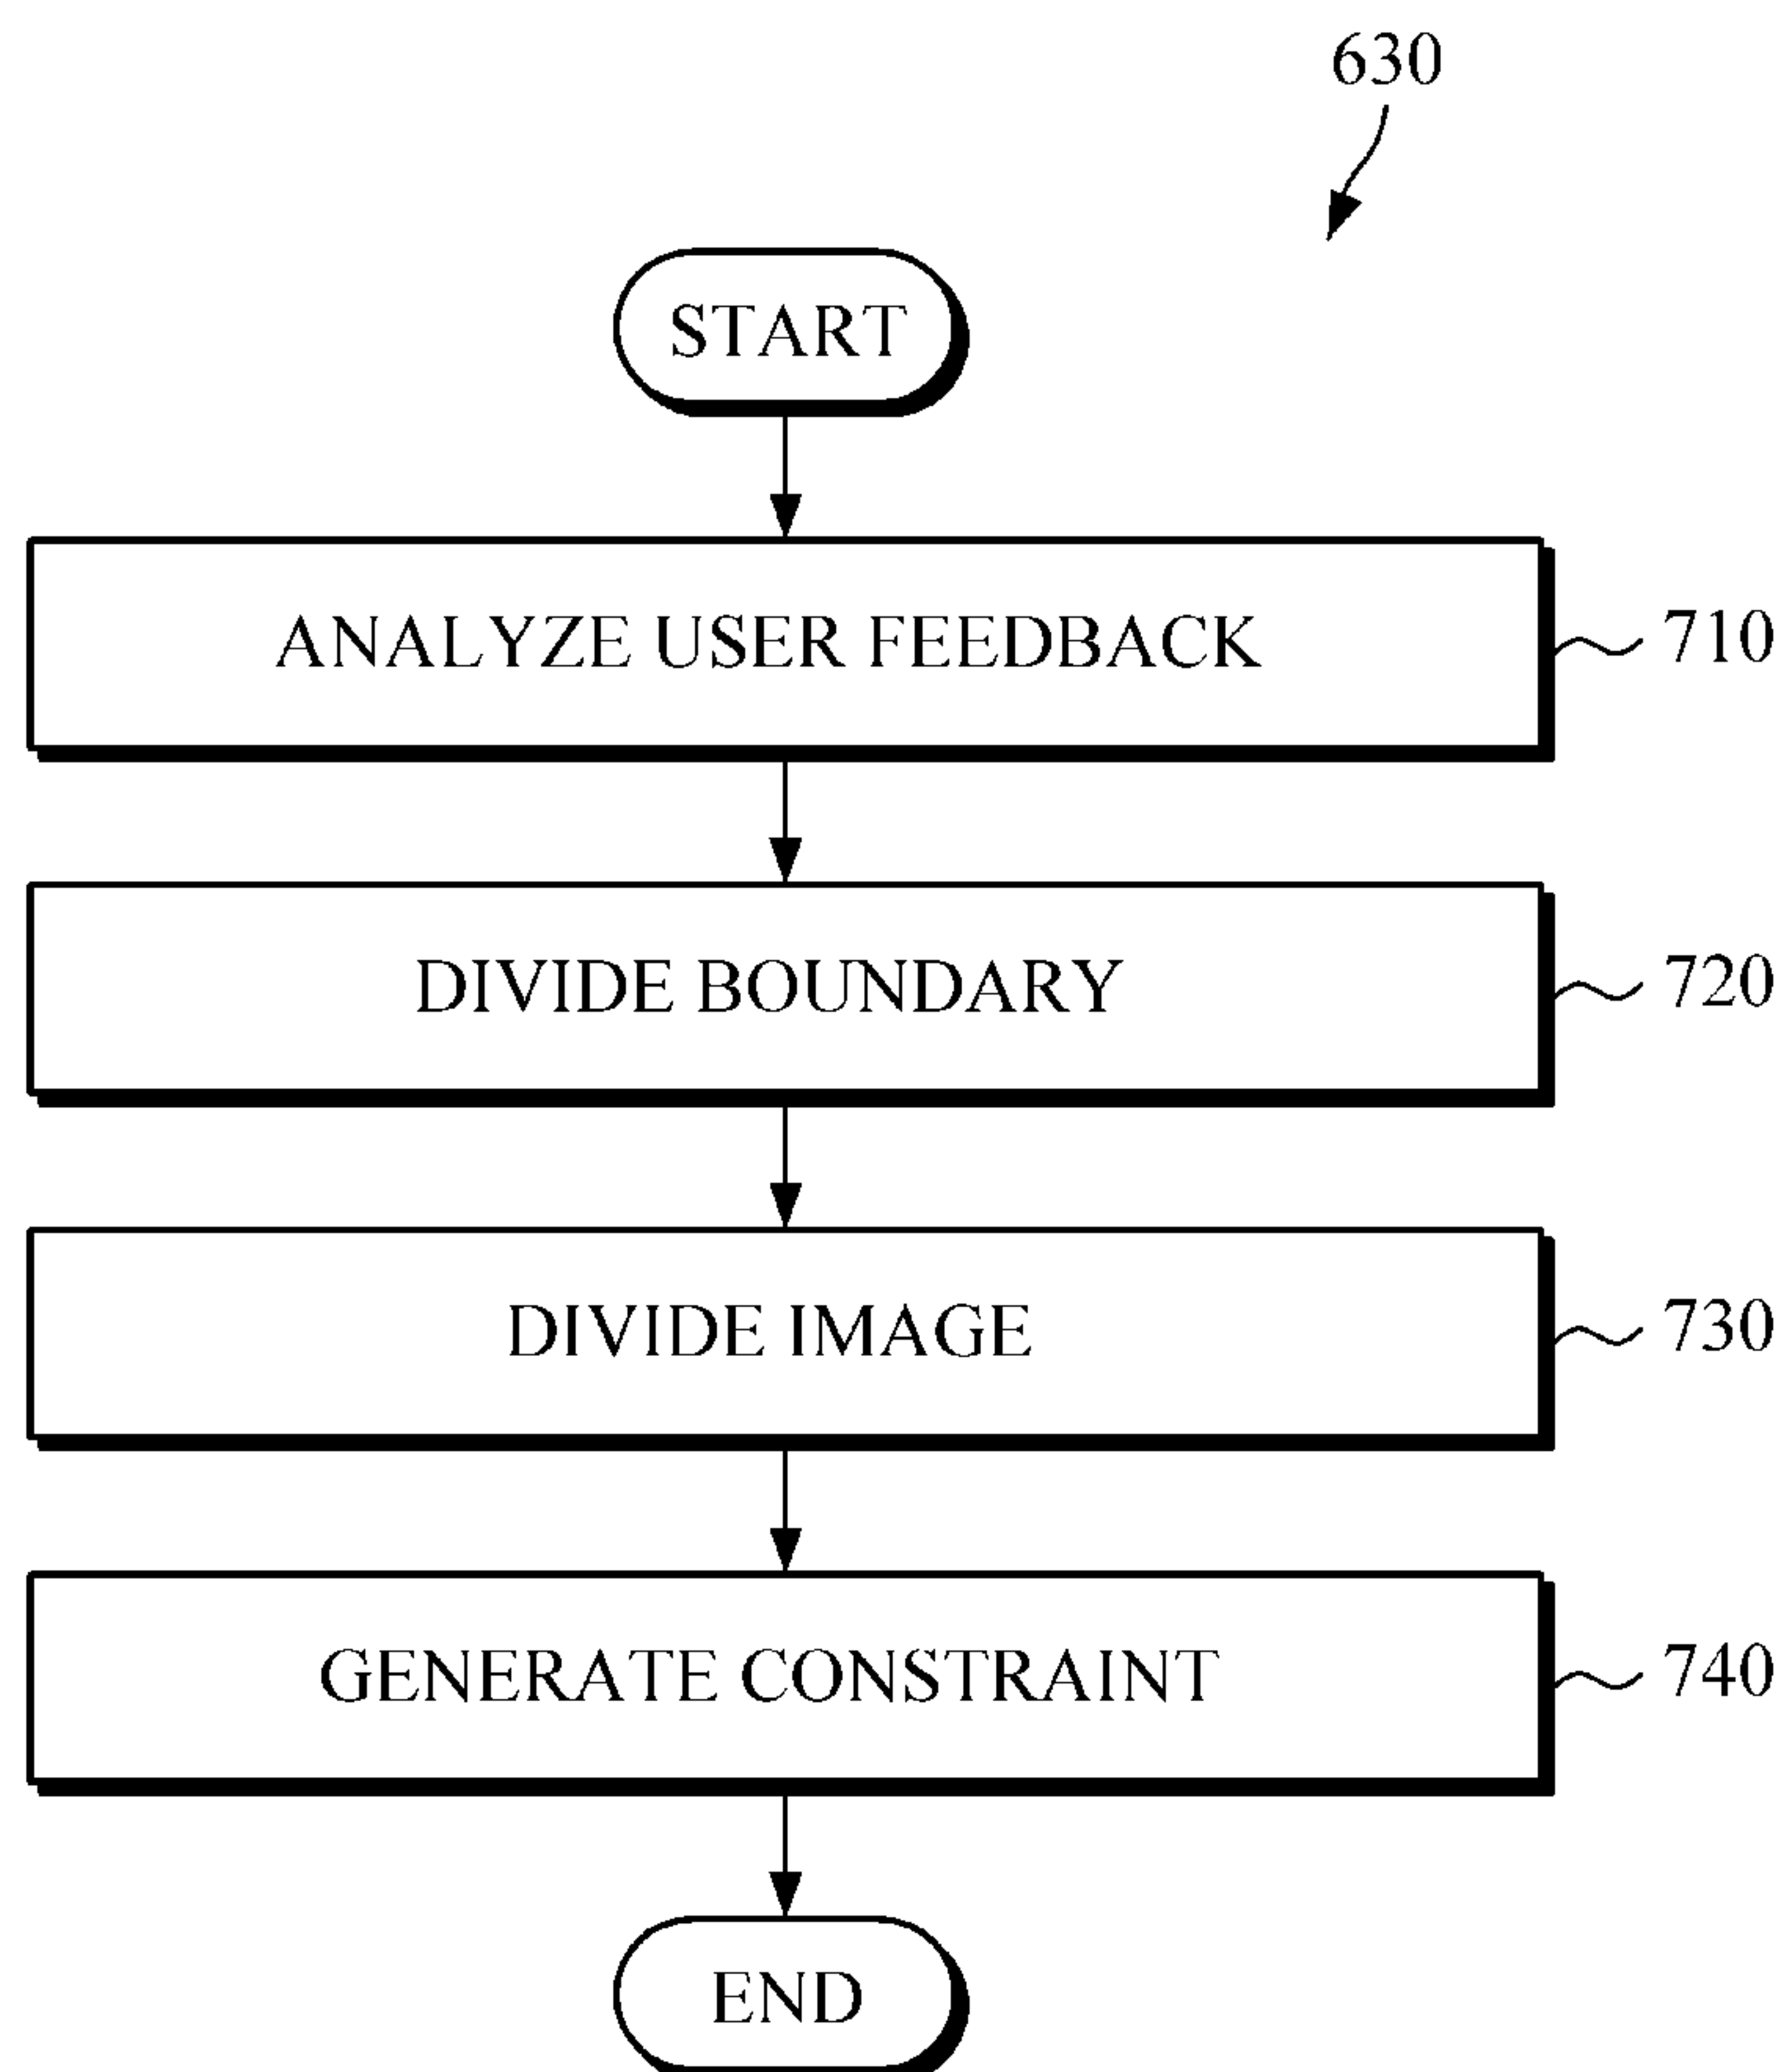 630
START
ANALYZE USER FEEDBACK
710
DIVIDE BOUNDARY
720
DIVIDE IMAGE
730
GENERATE CONSTRAINT
740
END